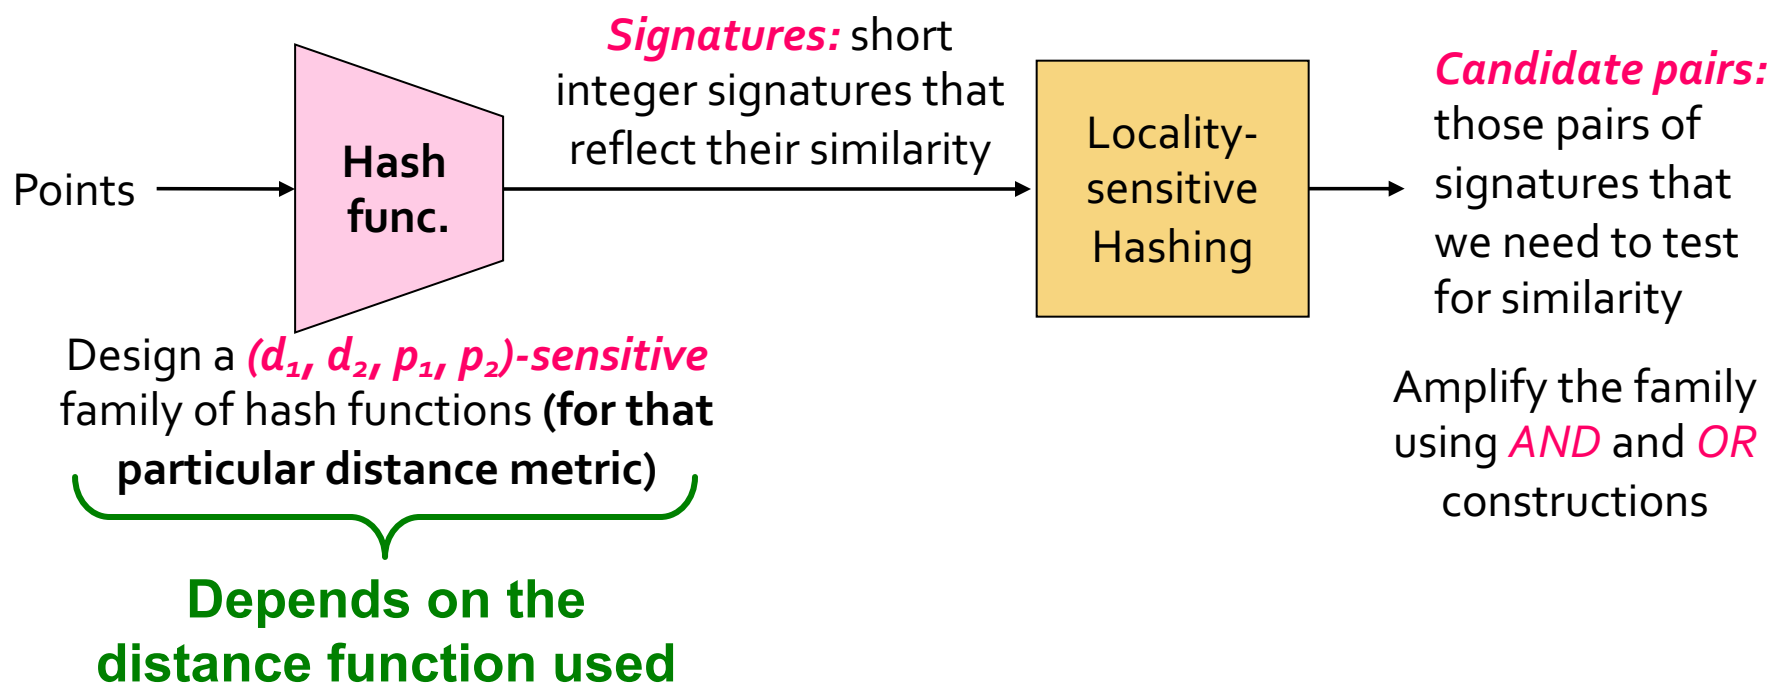 Points
Hash
func.
Signatures: short
integer signatures that
reflect their similarity
Locality-
sensitive
Hashing
Candidate pairs:
those pairs of
signatures that
we need to test
for similarity
Design a (d₁, d₂, p₁, p₂)-sensitive
family of hash functions (for that
particular distance metric)
Depends on the
distance function used
Amplify the family
using AND and OR
constructions